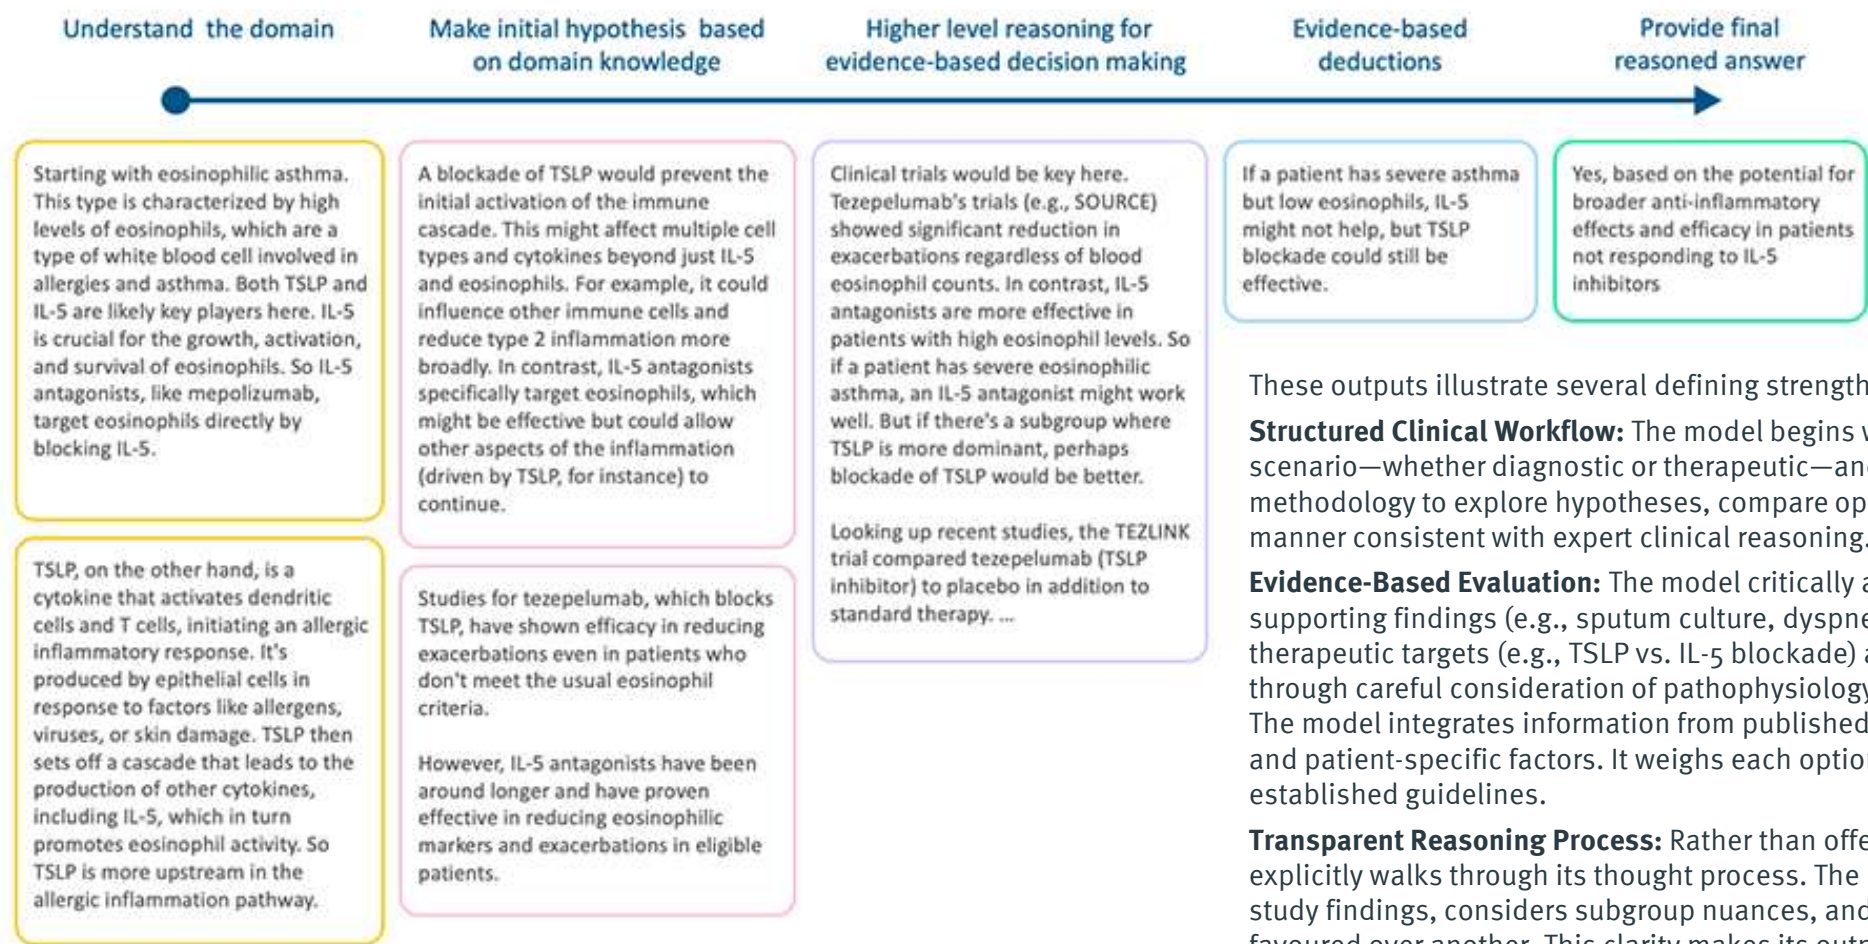 Understand the domain
Make initial hypothesis based
on domain knowledge
Higher level reasoning for
evidence-based decision making
Evidence-based
deductions
Provide final
reasoned answer
Starting with eosinophilic asthma.
This type is characterized by high
levels of eosinophils, which are a
type of white blood cell involved in
allergies and asthma. Both TSLP and
IL-5 are likely key players here. IL-5
is crucial for the growth, activation,
and survival of eosinophils. So IL-5
antagonists, like mepolizumab,
target eosinophils directly by
blocking IL-5.
TSLP, on the other hand, is a
cytokine that activates dendritic
cells and T cells, initiating an allergic
inflammatory response. It's
produced by epithelial cells in
response to factors like allergens,
viruses, or skin damage. TSLP then
sets off a cascade that leads to the
production of other cytokines,
including IL-5, which in turn
promotes eosinophil activity. So
TSLP is more upstream in the
allergic inflammation pathway.
A blockade of TSLP would prevent the
initial activation of the immune
cascade. This might affect multiple cell
types and cytokines beyond just IL-5
and eosinophils. For example, it could
influence other immune cells and
reduce type 2 inflammation more
broadly. In contrast, IL-5 antagonists
specifically target eosinophils, which
might be effective but could allow
other aspects of the inflammation
(driven by TSLP, for instance) to
continue.
Studies for tezepelumab, which blocks
TSLP, have shown efficacy in reducing
exacerbations even in patients who
don't meet the usual eosinophil
criteria.
However, IL-5 antagonists have been
around longer and have proven
effective in reducing eosinophilic
markers and exacerbations in eligible
patients.
Clinical trials would be key here.
Tezepelumab's trials (e.g., SOURCE)
showed significant reduction in
exacerbations regardless of blood
eosinophil counts. In contrast, IL-5
antagonists are more effective in
patients with high eosinophil levels. So
if a patient has severe eosinophilic
asthma, an IL-5 antagonist might work
well. But if there's a subgroup where
TSLP is more dominant, perhaps
blockade of TSLP would be better.
Looking up recent studies, the TEZLINK
trial compared tezepelumab (TSLP
inhibitor) to placebo in addition to
standard therapy. ...
If a patient has severe asthma
but low eosinophils, IL-5
might not help, but TSLP
blockade could still be
effective.
Yes, based on the potential for
broader anti-inflammatory
effects and efficacy in patients
not responding to IL-5
inhibitors
These outputs illustrate several defining strength
Structured Clinical Workflow: The model begins
scenario—whether diagnostic or therapeutic—an
methodology to explore hypotheses, compare op
manner consistent with expert clinical reasoning.
Evidence-Based Evaluation: The model critically a
supporting findings (e.g., sputum culture, dyspne
therapeutic targets (e.g., TSLP vs. IL-5 blockade) a
through careful consideration of pathophysiology
The model integrates information from published
and patient-specific factors. It weighs each option
established guidelines.
Transparent Reasoning Process: Rather than offe
explicitly walks through its thought process. The
study findings, considers subgroup nuances, and
favoured over another. This clarity makes its outp